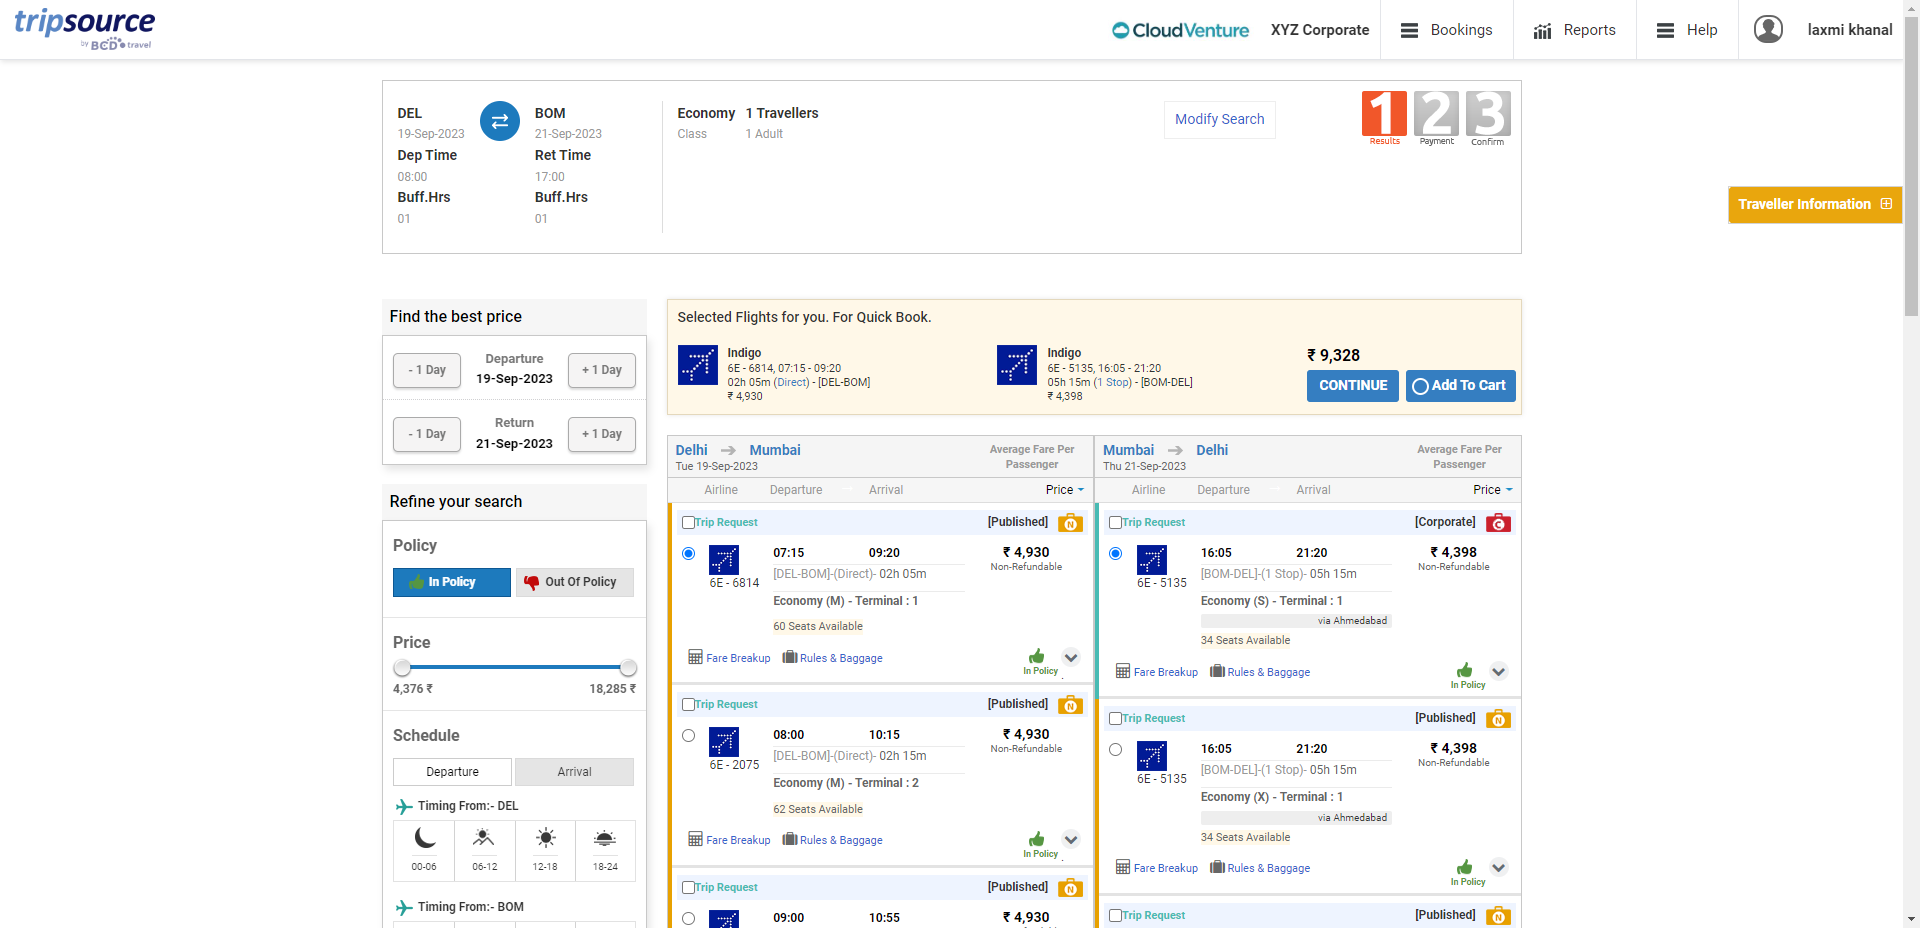 tripsource
by BCD travel
CloudVenture
XYZ Corporate
Bookings
Reports
Help
laxmi khanal
DEL
19-Sep-2023
Dep Time
08:00
Buff.Hrs
01
BOM
21-Sep-2023
Ret Time
17:00
Buff.Hrs
01
Economy
Class
1 Travellers
1 Adult
Modify Search
1 2 3
Results Payment Confirm
Traveller Information
Find the best price
- 1 Day
Departure
19-Sep-2023
+ 1 Day
- 1 Day
Return
21-Sep-2023
+ 1 Day
Refine your search
Policy
In Policy
Out Of Policy
Price
4,376 ₹
18,285 ₹
Schedule
Departure
Arrival
Timing From:- DEL
00-06
06-12
12-18
18-24
Timing From:- BOM
Selected Flights for you. For Quick Book.
Indigo
6E - 6814, 07:15 - 09:20
02h 05m (Direct) - [DEL-BOM]
₹ 4,930
Indigo
6E - 5135, 16:05 - 21:20
05h 15m (1 Stop) - [BOM-DEL]
₹ 4,398
₹ 9,328
CONTINUE
Add To Cart
Delhi Mumbai
Tue 19-Sep-2023
Average Fare Per
Passenger
Airline Departure Arrival Price
Trip Request [Published] N
07:15 09:20 ₹ 4,930
[DEL-BOM]-(Direct)- 02h 05m Non-Refundable
6E - 6814
Economy (M) - Terminal : 1
60 Seats Available
Fare Breakup Rules & Baggage
In Policy
Trip Request [Published] N
08:00 10:15 ₹ 4,930
[DEL-BOM]-(Direct)- 02h 15m Non-Refundable
6E - 2075
Economy (M) - Terminal : 2
62 Seats Available
Fare Breakup Rules & Baggage
In Policy
Trip Request [Published] N
09:00 10:55 ₹ 4,930
Mumbai Delhi
Thu 21-Sep-2023
Average Fare Per
Passenger
Airline Departure Arrival Price
Trip Request [Corporate] C
16:05 21:20 ₹ 4,398
[BOM-DEL]-(1 Stop)- 05h 15m Non-Refundable
6E - 5135
Economy (S) - Terminal : 1
via Ahmedabad
34 Seats Available
Fare Breakup Rules & Baggage
In Policy
Trip Request [Published] N
16:05 21:20 ₹ 4,398
[BOM-DEL]-(1 Stop)- 05h 15m Non-Refundable
6E - 5135
Economy (X) - Terminal : 1
via Ahmedabad
34 Seats Available
Fare Breakup Rules & Baggage
In Policy
Trip Request [Published] N